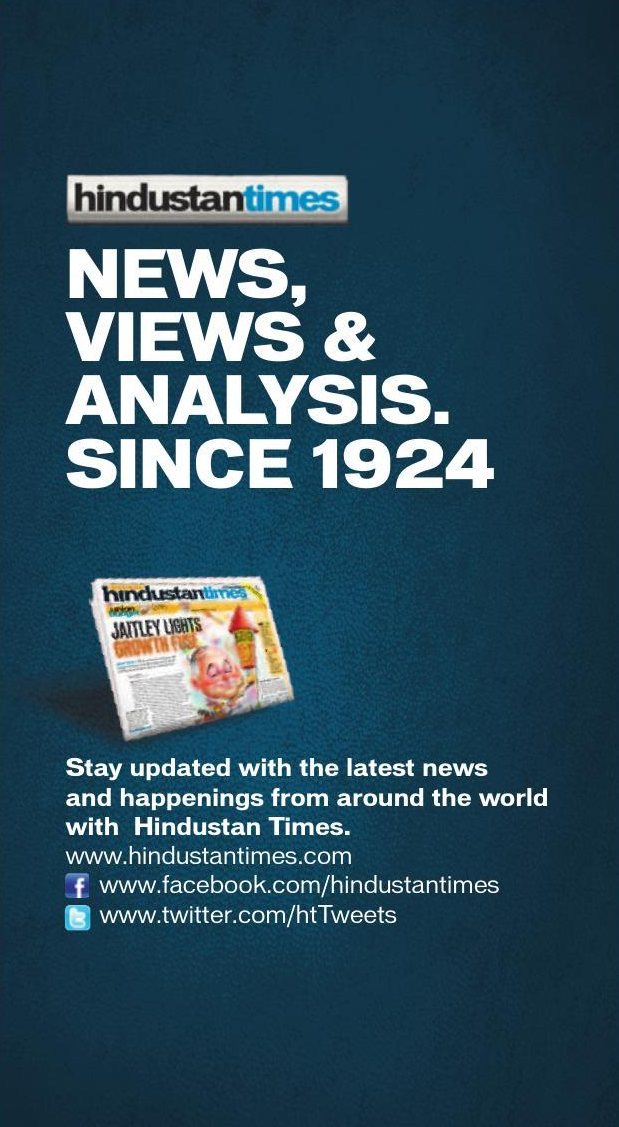 hindustantimes
NEWS,
VIEWS &
ANALYSIS.
SINCE 1924
hindustantimes
JAITLEY LIGHTS
GROWTH FUSE
Stay updated with the latest news
and happenings from around the world
with Hindustan Times.
www.hindustantimes.com
f www.facebook.com/hindustantimes
t www.twitter.com/htTweets